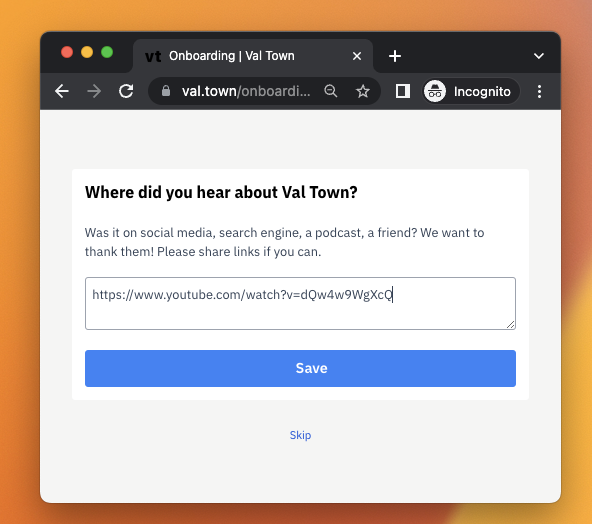 vt Onboarding | Val Town
val.town/onboardi...
Incognito
Where did you hear about Val Town?
Was it on social media, search engine, a podcast, a friend? We want to
thank them! Please share links if you can.
https://www.youtube.com/watch?v=dQw4w9WgXcQ
Save
Skip